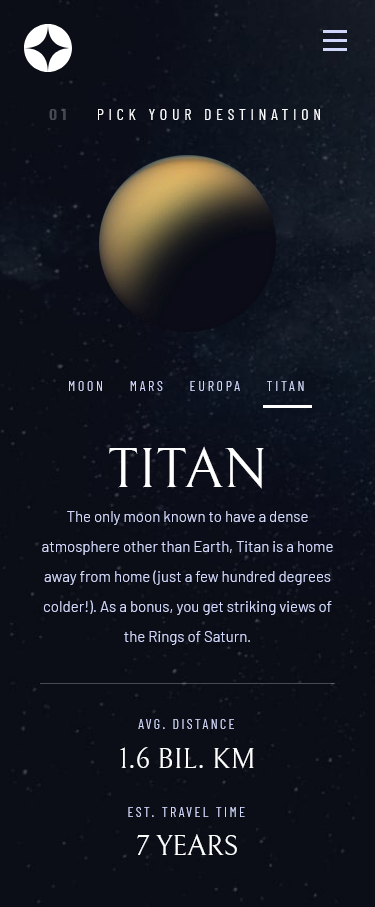 01 PICK YOUR DESTINATION
MOON MARS EUROPA TITAN
TITAN
The only moon known to have a dense
atmosphere other than Earth, Titan is a home
away from home (just a few hundred degrees
colder!). As a bonus, you get striking views of
the Rings of Saturn.
AVG. DISTANCE
1.6 BIL. KM
EST. TRAVEL TIME
7 YEARS